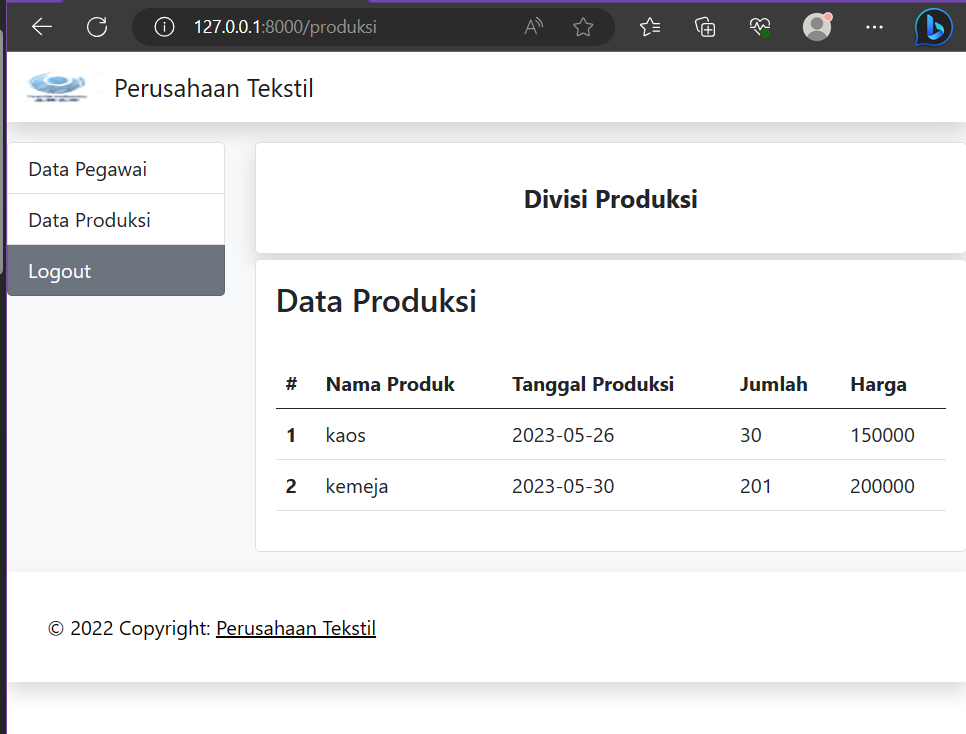 127.0.0.1:8000/produksi
Perusahaan Tekstil
Data Pegawai
Data Produksi
Logout
Divisi Produksi
Data Produksi
# Nama Produk Tanggal Produksi Jumlah Harga
1 kaos 2023-05-26 30 150000
2 kemeja 2023-05-30 201 200000
© 2022 Copyright: Perusahaan Tekstil